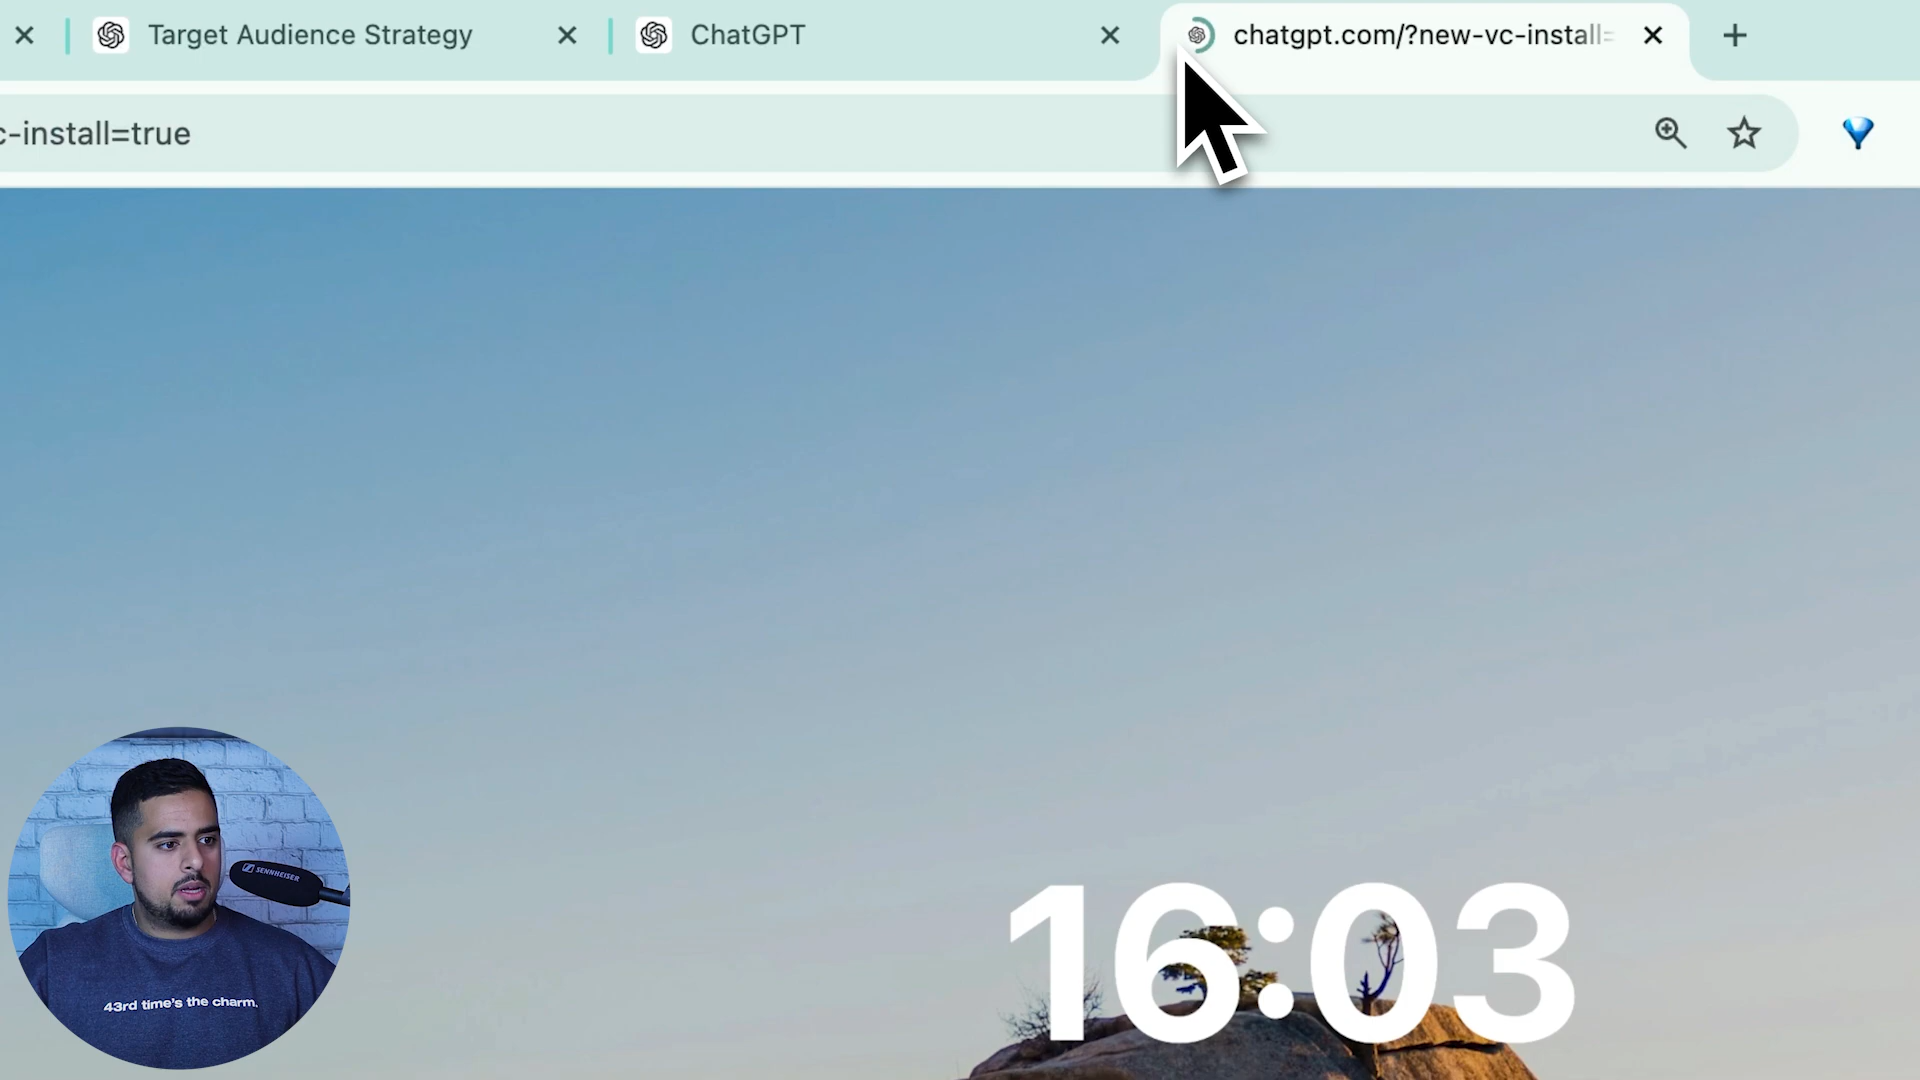 Target Audience Strategy
ChatGPT
chatgpt.com/?new-vc-install=
c-install=true
16:03
SENNHEISER
43rd time's the charm.